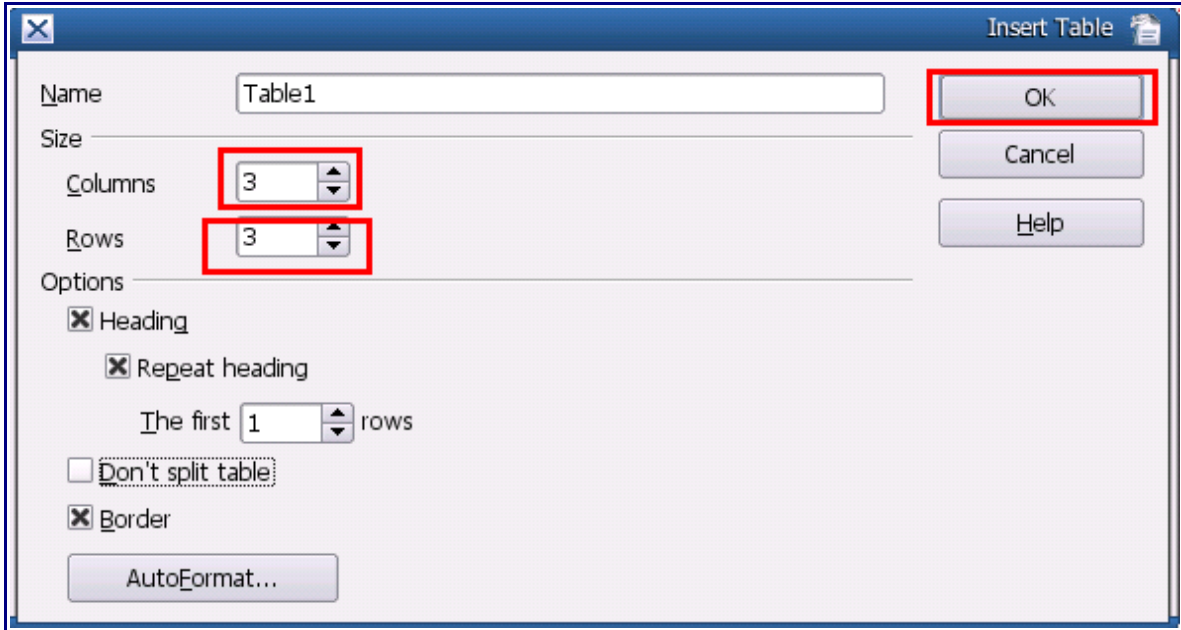 Insert Table
Name Table1 OK
Size
Cancel
Columns 3
Rows 3 Help
Options
Heading
Repeat heading
The first 1 rows
Don't split table
Border
AutoFormat...